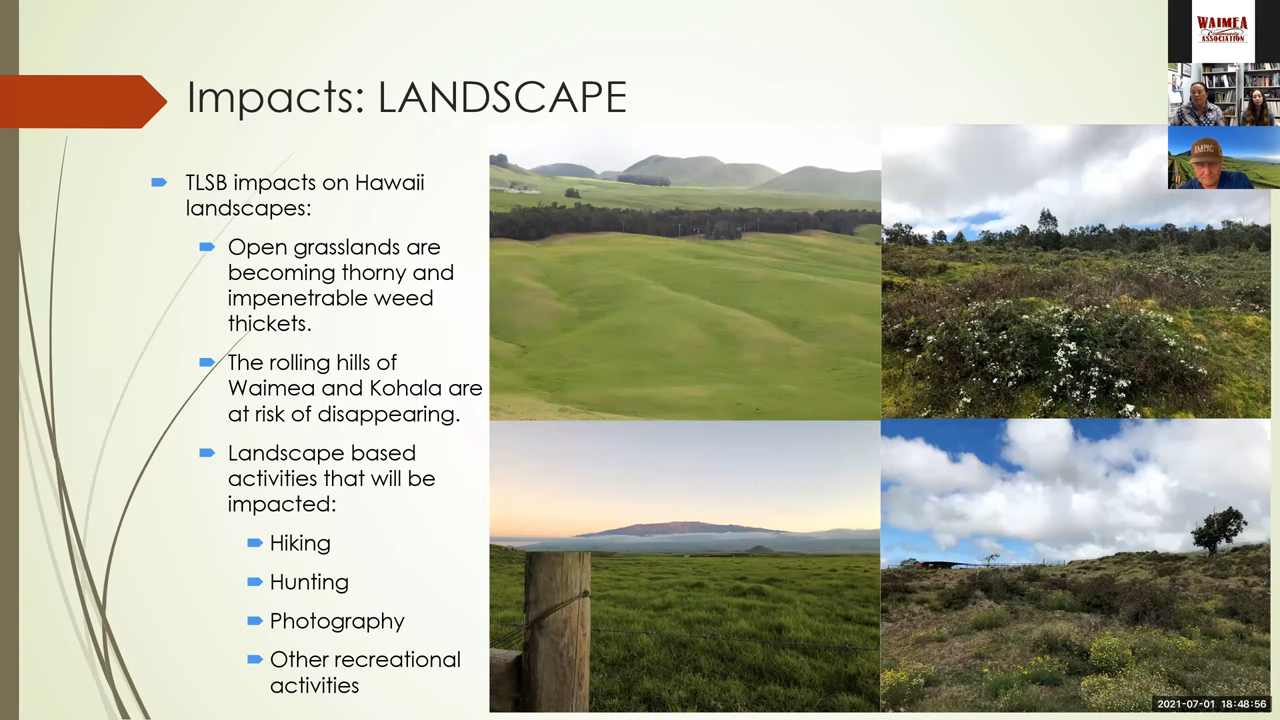 WAIMEA
Community
ASSOCIATION
AMPAC
Impacts: LANDSCAPE
TLSB impacts on Hawaii
landscapes:
Open grasslands are
becoming thorny and
impenetrable weed
thickets.
The rolling hills of
Waimea and Kohala are
at risk of disappearing.
Landscape based
activities that will be
impacted:
Hiking
Hunting
Photography
Other recreational
activities
2021-07-01 18:48:56